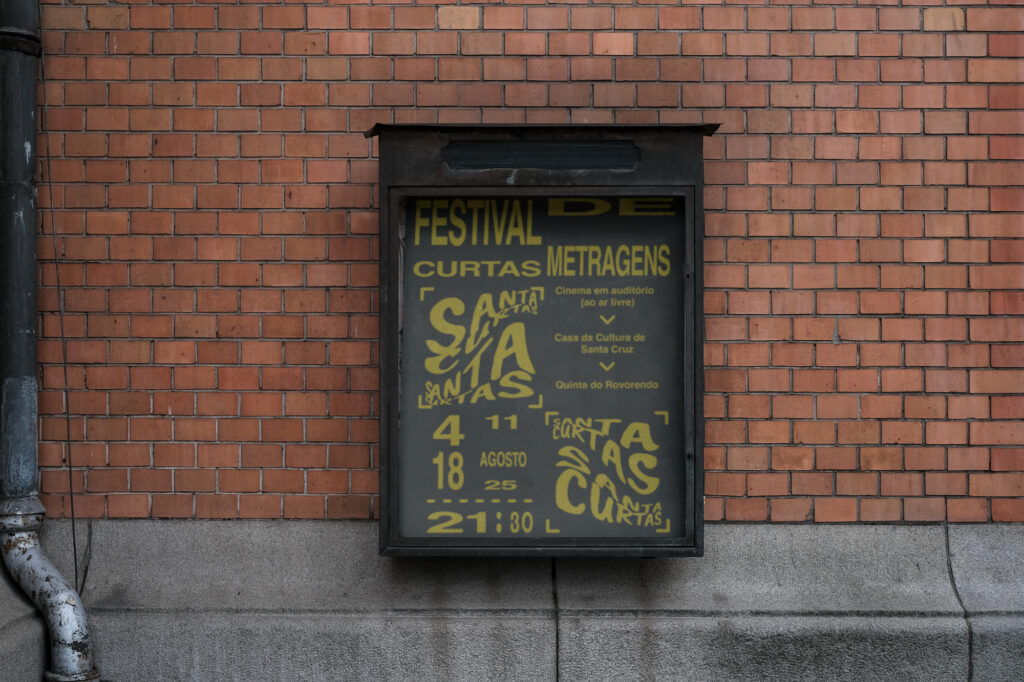 FESTIVAL DE
CURTAS METRAGENS
SANTA
CURTAS
SANTA
CURTAS
SANTA
CURTAS
Cinema em auditório
(ao ar livre)
Casa da Cultura de
Santa Cruz
Quinta do Rovorendo
4 11
18 AGOSTO
25
21:30
SANTA
CURTAS
SANTAS
CURTAS